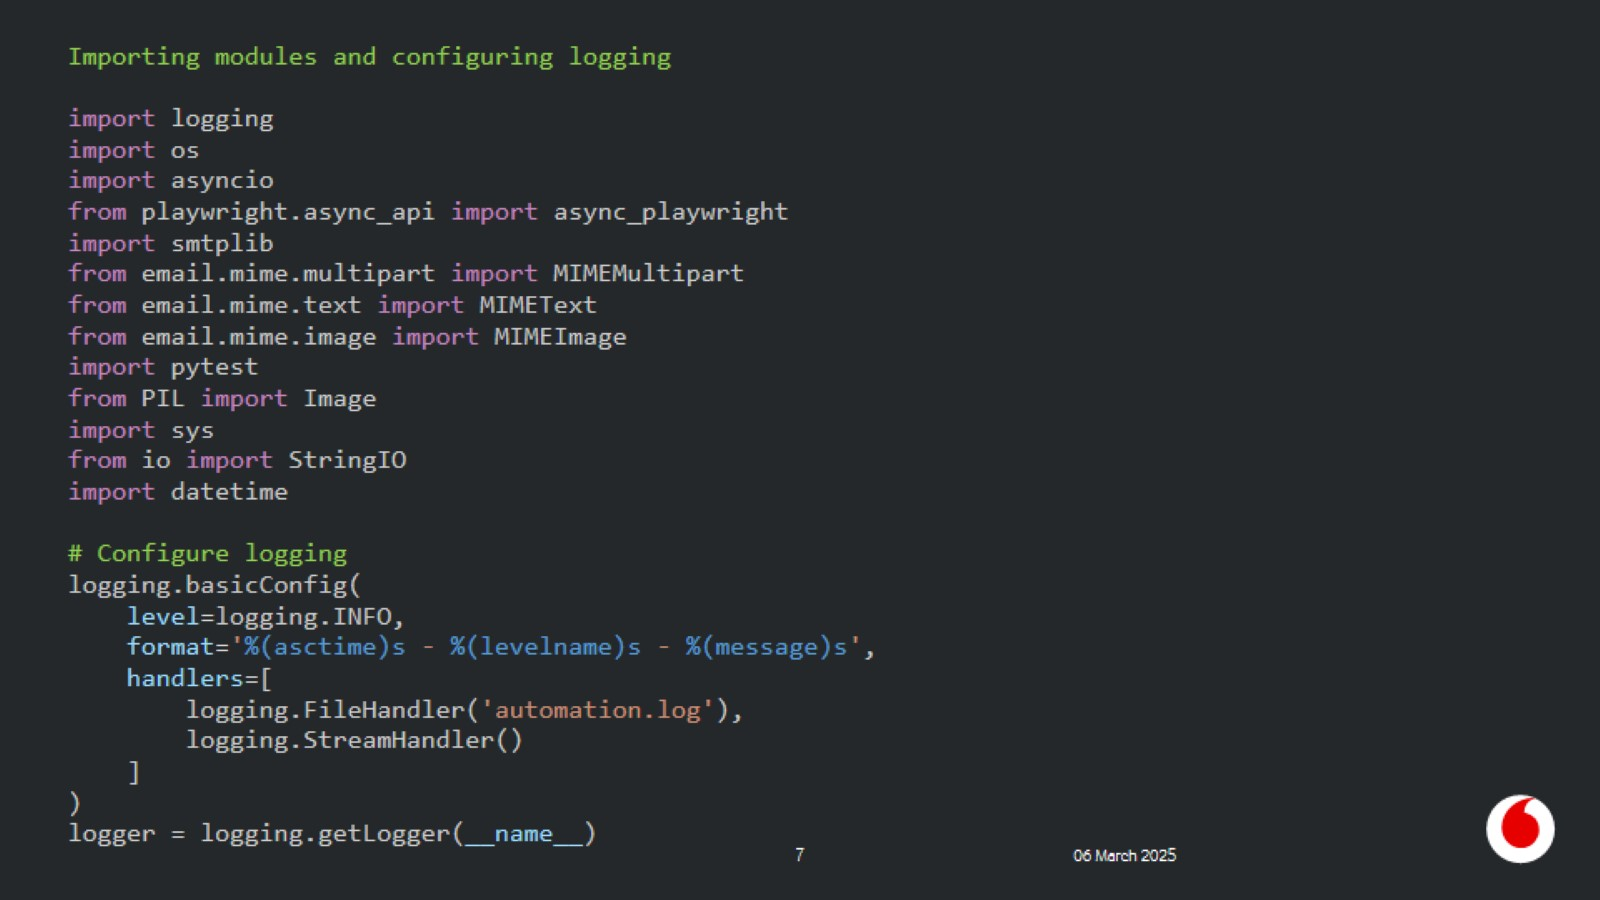 Importing modules and configuring logging
import logging
import os
import asyncio
from playwright.async_api import async_playwright
import smtplib
from email.mime.multipart import MIMEMultipart
from email.mime.text import MIMEText
from email.mime.image import MIMEImage
import pytest
from PIL import Image
import sys
from io import StringIO
import datetime
# Configure logging
logging.basicConfig(
    level=logging.INFO,
    format='%(asctime)s - %(levelname)s - %(message)s',
    handlers=[
        logging.FileHandler('automation.log'),
        logging.StreamHandler()
    ]
)
logger = logging.getLogger(__name__)
7
06 March 2025